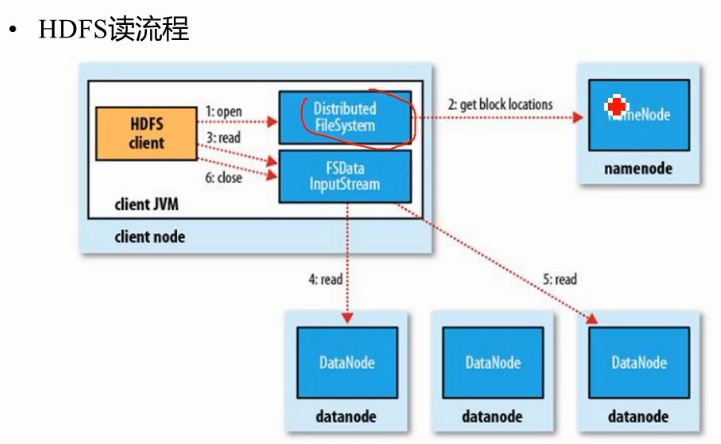 • HDFS读流程
HDFS
client
1: open
3: read
6: close
Distributed
FileSystem
FSData
InputStream
client JVM
client node
2: get block locations
NameNode
namenode
4: read
5: read
DataNode
datanode
DataNode
datanode
DataNode
datanode